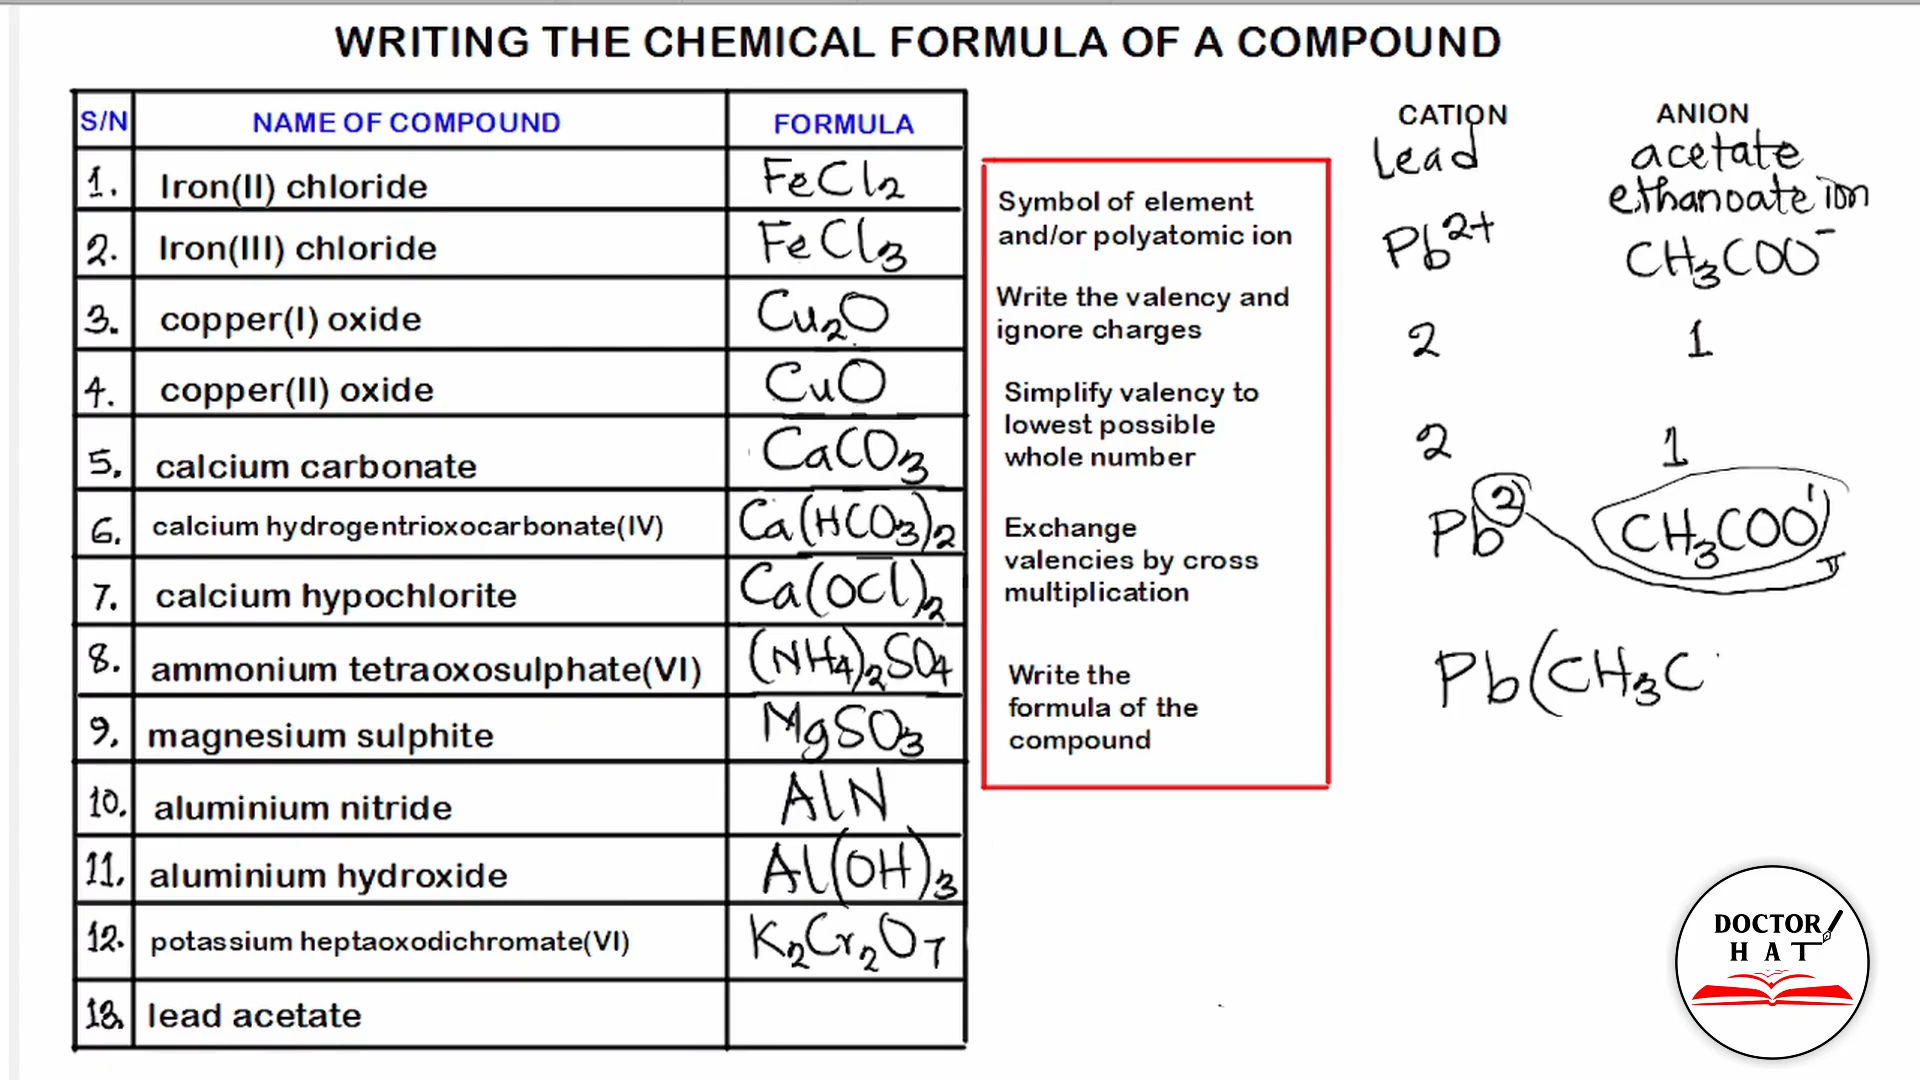 WRITING THE CHEMICAL FORMULA OF A COMPOUND
S/N NAME OF COMPOUND FORMULA
1. Iron(II) chloride FeCl₂
2. Iron(III) chloride FeCl₃
3. copper(I) oxide Cu₂O
4. copper(II) oxide CuO
5. calcium carbonate CaCO₃
6. calcium hydrogentrioxocarbonate(IV) Ca(HCO₃)₂
7. calcium hypochlorite Ca(OCl)₂
8. ammonium tetraoxosulphate(VI) (NH₄)₂SO₄
9. magnesium sulphite MgSO₃
10. aluminium nitride AlN
11. aluminium hydroxide Al(OH)₃
12. potassium heptaoxodichromate(VI) K₂Cr₂O₇
13. lead acetate
Symbol of element
and/or polyatomic ion
Write the valency and
ignore charges
Simplify valency to
lowest possible
whole number
Exchange
valencies by cross
multiplication
Write the
formula of the
compound
CATION ANION
Lead acetate
ethanoate ion
Pb²⁺ CH₃COO⁻
2 1
2 1
Pb² CH₃COO¹
Pb(CH₃C
DOCTOR
HAT